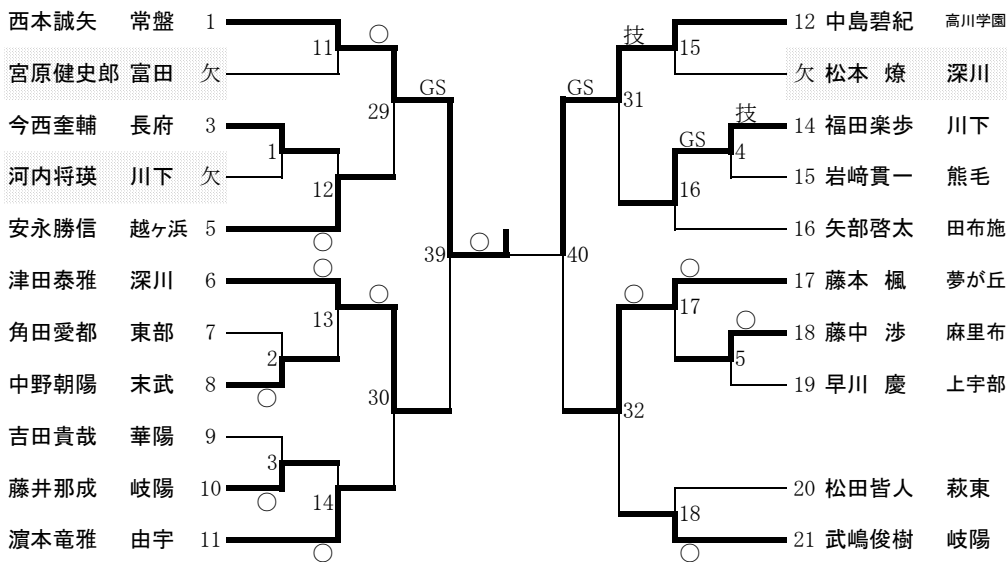 西本誠矢 常盤 1
宮原健史郎 富田 欠
今西奎輔 長府 3
河内将瑛 川下 欠
安永勝信 越ヶ浜 5
津田泰雅 深川 6
角田愛都 東部 7
中野朝陽 末武 8
吉田貴哉 華陽 9
藤井那成 岐陽 10
濵本竜雅 由宇 11
11 ○
GS
29
1
12
○
39 ○
○
13 ○
2
○
30
3
○
14
○
12 中島碧紀 高川学園
欠 松本 燎 深川
14 福田楽歩 川下
15 岩﨑貫一 熊毛
16 矢部啓太 田布施
17 藤本 楓 夢が丘
18 藤中 渉 麻里布
19 早川 慶 上宇部
20 松田皆人 萩東
21 武嶋俊樹 岐陽
技 15
GS 31
技
GS 4
16
40
○
○ 17
○
5
32
18
○